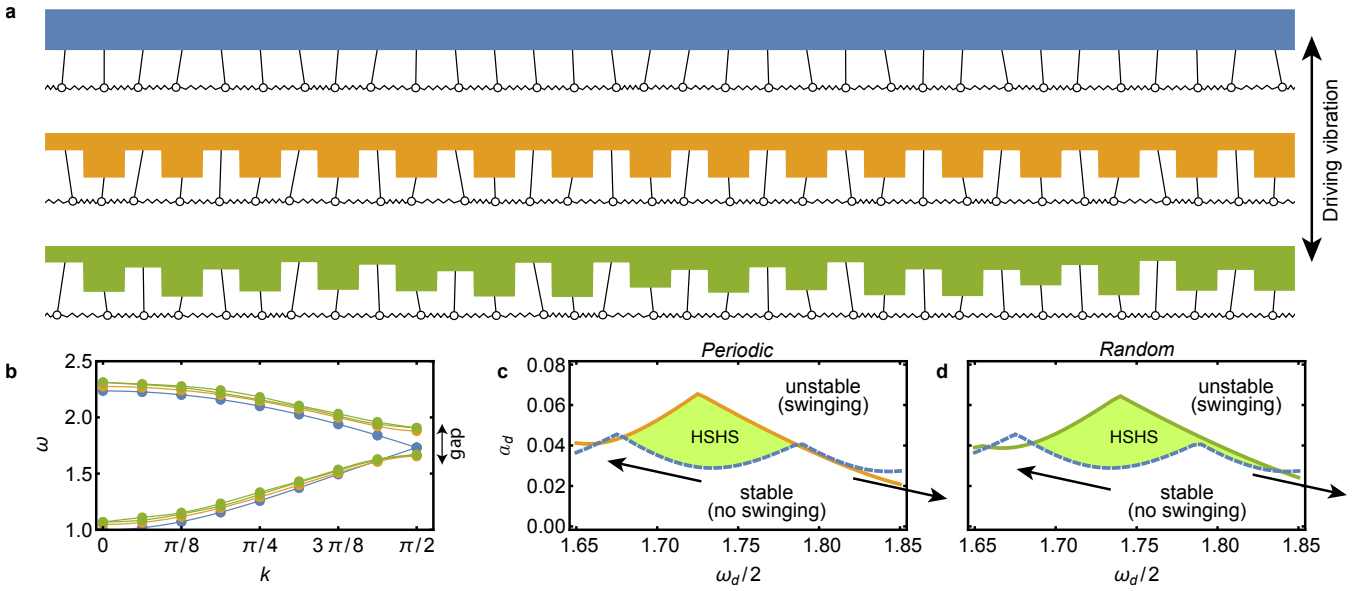 a
Driving vibration
b
2.5
2.0
1.5
1.0
ω
gap
0
π/8
π/4
3 π/8
π/2
k
c
Periodic
0.08
0.06
0.04
0.02
0.00
a_d
unstable
(swinging)
HSHS
stable
(no swinging)
1.65
1.70
1.75
1.80
1.85
ω_d/2
d
Random
unstable
(swinging)
HSHS
stable
(no swinging)
1.65
1.70
1.75
1.80
1.85
ω_d/2